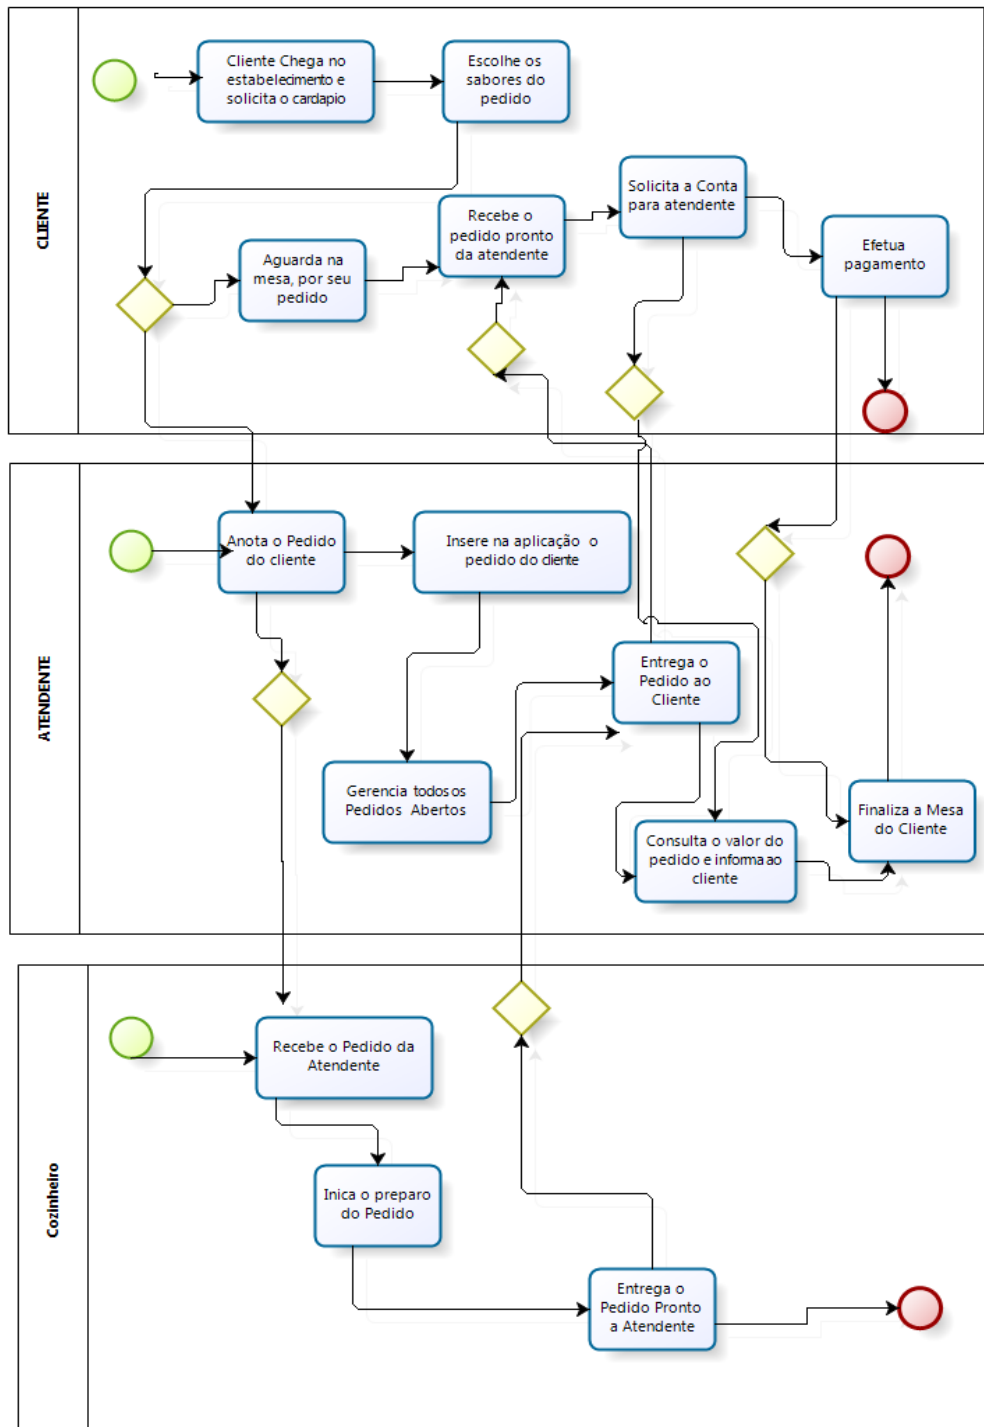 CLIENTE
Cliente Chega no
estabelecimento e
solicita o cardapio
Escolhe os
sabores do
pedido
Aguarda na
mesa, por seu
pedido
Recebe o
pedido pronto
da atendente
Solicita a Conta
para atendente
Efetua
pagamento
ATENDENTE
Anota o Pedido
do cliente
Insere na aplicação o
pedido do cliente
Gerencia todos os
Pedidos Abertos
Entrega o
Pedido ao
Cliente
Consulta o valor do
pedido e informa ao
cliente
Finaliza a Mesa
do Cliente
Cozinheiro
Recebe o Pedido da
Atendente
Inica o preparo
do Pedido
Entrega o
Pedido Pronto
a Atendente